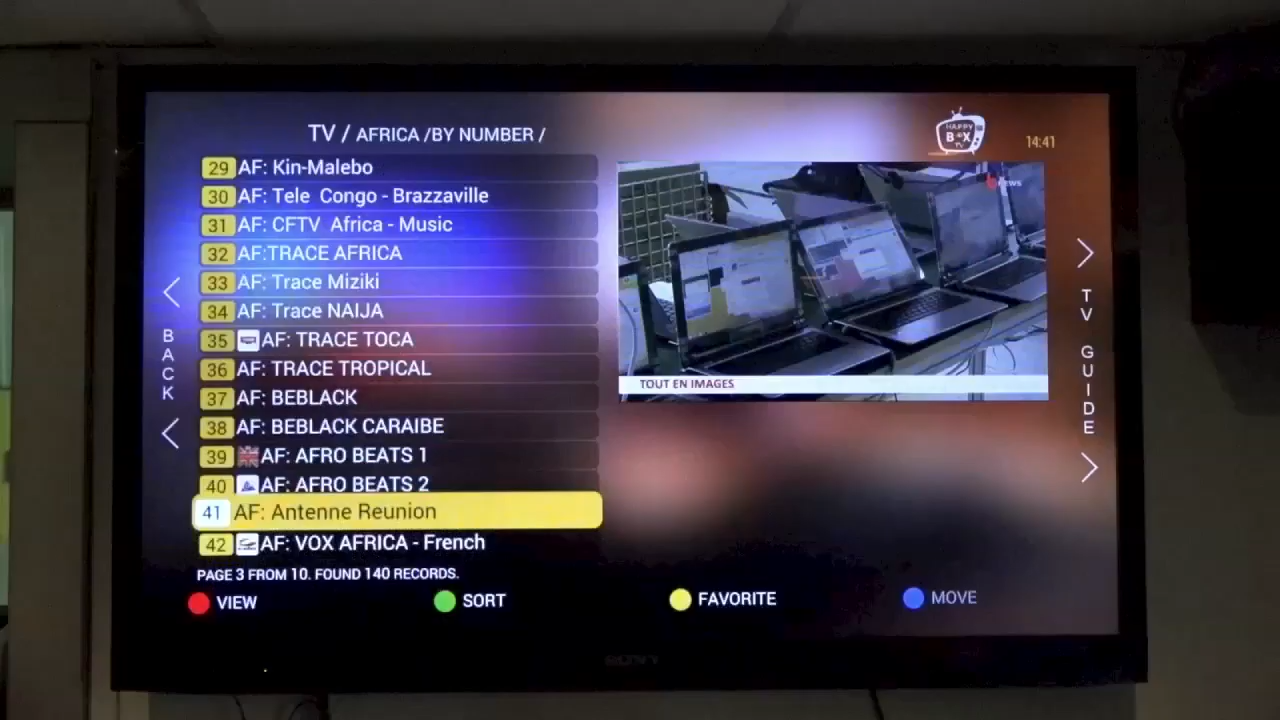 TV / AFRICA /BY NUMBER /
HAPPY
BOX
TV
14:41
29 AF: Kin-Malebo
30 AF: Tele Congo - Brazzaville
31 AF: CFTV Africa - Music
32 AF:TRACE AFRICA
33 AF: Trace Miziki
34 AF: Trace NAIJA
35 AF: TRACE TOCA
36 AF: TRACE TROPICAL
37 AF: BEBLACK
38 AF: BEBLACK CARAIBE
39 AF: AFRO BEATS 1
40 AF: AFRO BEATS 2
41 AF: Antenne Reunion
42 AF: VOX AFRICA - French
PAGE 3 FROM 10. FOUND 140 RECORDS.
VIEW
SORT
FAVORITE
MOVE
BACK
NEWS
TOUT EN IMAGES
TV GUIDE
SONY